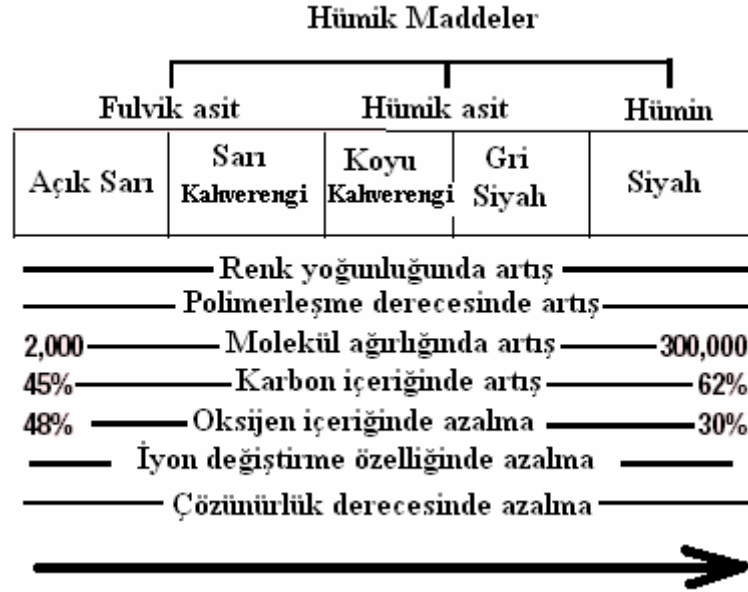 Hümik Maddeler
Fulvik asit Hümik asit Hümin
Açık Sarı Sarı Kahverengi Koyu Kahverengi Gri Siyah Siyah
Renk yoğunluğunda artış
Polimerleşme derecesinde artış
2,000 Molekül ağırlığında artış 300,000
45% Karbon içeriğinde artış 62%
48% Oksijen içeriğinde azalma 30%
İyon değiştirme özelliğinde azalma
Çözünürlük derecesinde azalma